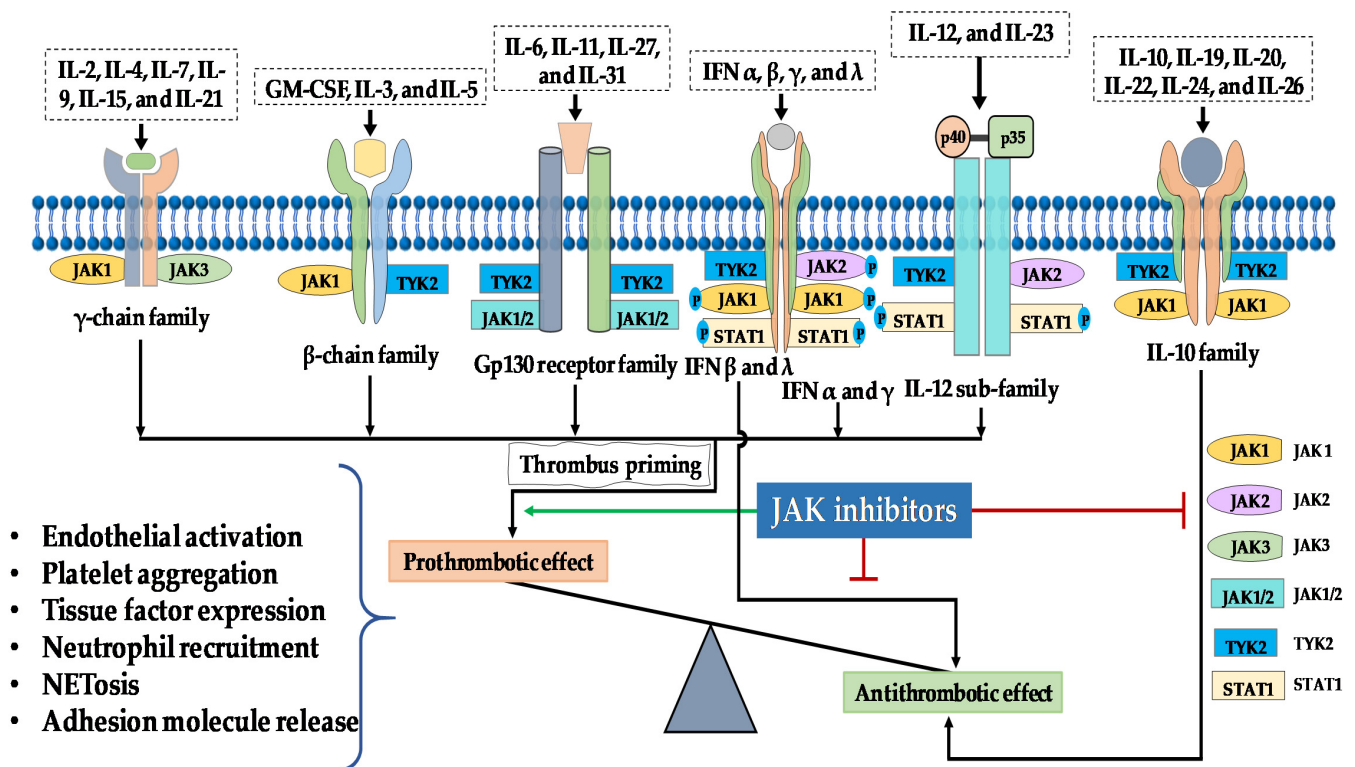 IL-2, IL-4, IL-7, IL-
9, IL-15, and IL-21
GM-CSF, IL-3, and IL-5
IL-6, IL-11, IL-27,
and IL-31
IFN α, β, γ, and λ
IL-12, and IL-23
IL-10, IL-19, IL-20,
IL-22, IL-24, and IL-26
p40
p35
JAK1
JAK3
JAK1
TYK2
TYK2
TYK2
JAK1/2
JAK1/2
TYK2
JAK2
P
P
JAK1
JAK1
P
P
STAT1
STAT1
P
TYK2
JAK2
P
STAT1
STAT1
P
TYK2
TYK2
JAK1
JAK1
γ-chain family
β-chain family
Gp130 receptor family
IFN β and λ
IFN α and γ
IL-12 sub-family
IL-10 family
Thrombus priming
JAK inhibitors
Prothrombotic effect
Antithrombotic effect
• Endothelial activation
• Platelet aggregation
• Tissue factor expression
• Neutrophil recruitment
• NETosis
• Adhesion molecule release
JAK1 JAK1
JAK2 JAK2
JAK3 JAK3
JAK1/2 JAK1/2
TYK2 TYK2
STAT1 STAT1